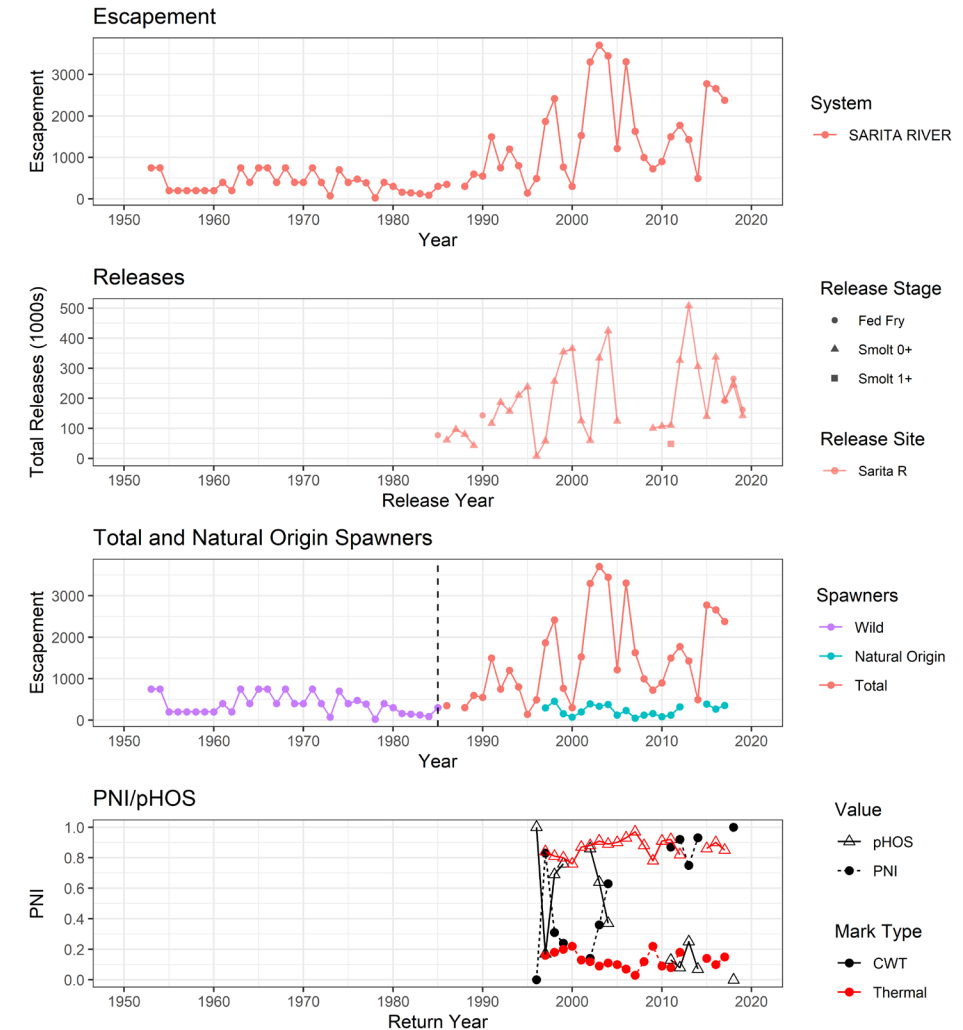 Escapement
3000
2000
1000
0
Escapement
1950 1960 1970 1980 1990 2000 2010 2020
Year
System
SARITA RIVER
Releases
500
400
300
200
100
0
Total Releases (1000s)
1950 1960 1970 1980 1990 2000 2010 2020
Release Year
Release Stage
Fed Fry
Smolt 0+
Smolt 1+
Release Site
Sarita R
Total and Natural Origin Spawners
3000
2000
1000
0
Escapement
1950 1960 1970 1980 1990 2000 2010 2020
Year
Spawners
Wild
Natural Origin
Total
PNI/pHOS
1.0
0.8
0.6
0.4
0.2
0.0
PNI
1950 1960 1970 1980 1990 2000 2010 2020
Return Year
Value
pHOS
PNI
Mark Type
CWT
Thermal